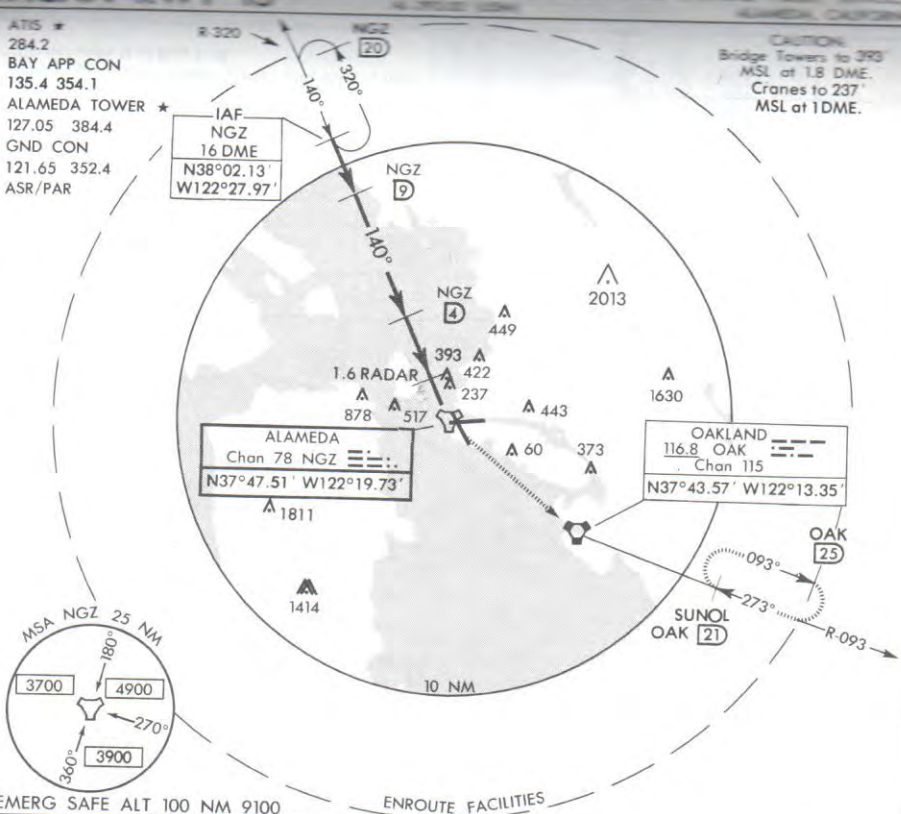 ATIS ★
284.2
BAY APP CON
135.4 354.1
ALAMEDA TOWER ★
127.05 384.4
GND CON
121.65 352.4
ASR/PAR
CAUTION
Bridge Towers to 393'
MSL at 1.8 DME.
Cranes to 237'
MSL at 1 DME.
R-320
NGZ
20
140°
320°
IAF
NGZ
16 DME
N38°02.13'
W122°27.97'
NGZ
9
140°
NGZ
4
2013
449
393
422
1.6 RADAR
237
878
517
443
1630
ALAMEDA
Chan 78 NGZ
N37°47.51' W122°19.73'
60
373
OAKLAND
116.8 OAK
Chan 115
N37°43.57' W122°13.35'
1811
1414
OAK
25
093°
273°
SUNOL
OAK 21
R-093
MSA NGZ 25 NM
180°
3700
4900
270°
3900
360°
10 NM
EMERG SAFE ALT 100 NM 9100
ENROUTE FACILITIES